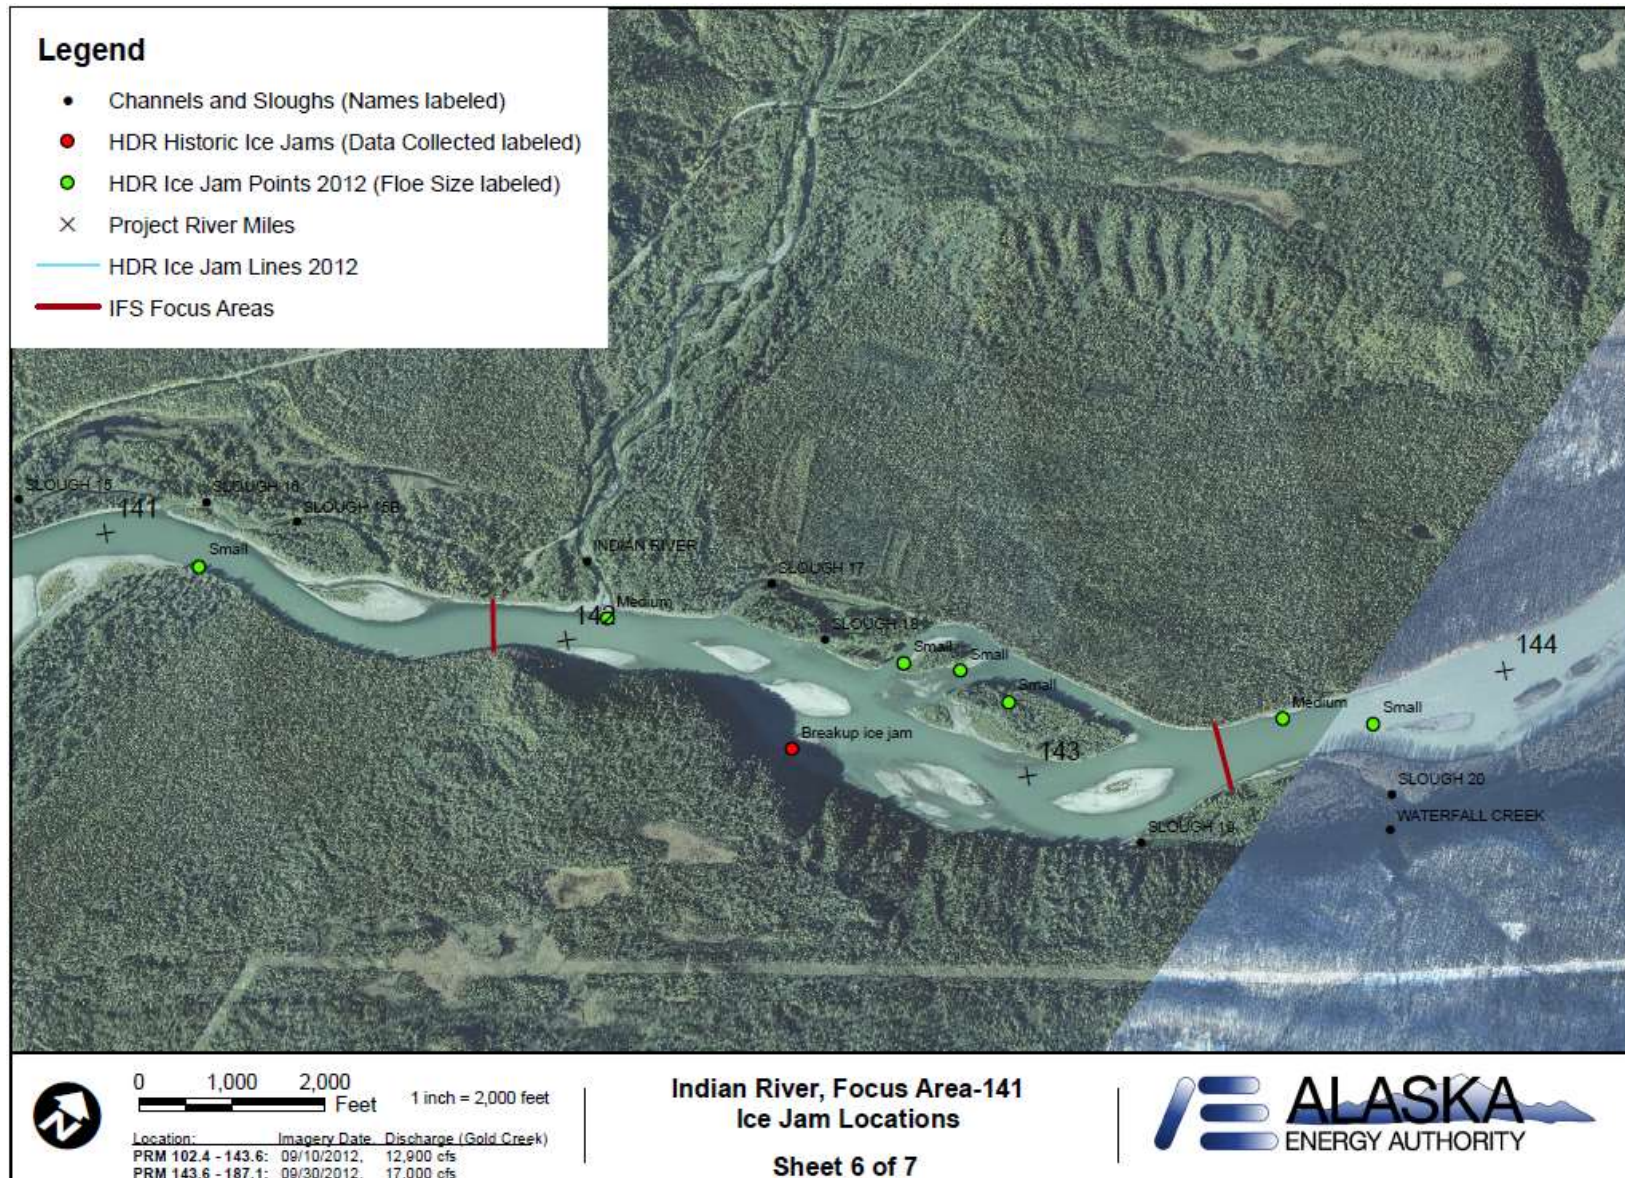 Legend
Channels and Sloughs (Names labeled)
HDR Historic Ice Jams (Data Collected labeled)
HDR Ice Jam Points 2012 (Floe Size labeled)
Project River Miles
HDR Ice Jam Lines 2012
IFS Focus Areas
SLOUGH 15
141
SLOUGH 16
SLOUGH 15B
Small
INDIAN RIVER
142
Medium
SLOUGH 17
SLOUGH 18
Small
Small
Small
Breakup ice jam
143
Medium
Small
144
SLOUGH 19
SLOUGH 20
WATERFALL CREEK
0 1,000 2,000
Feet
1 inch = 2,000 feet
Location: Imagery Date, Discharge (Gold Creek)
PRM 102.4 - 143.6: 09/10/2012, 12,900 cfs
PRM 143.6 - 187.1: 09/30/2012, 17,000 cfs
Indian River, Focus Area-141
Ice Jam Locations
Sheet 6 of 7
ALASKA
ENERGY AUTHORITY